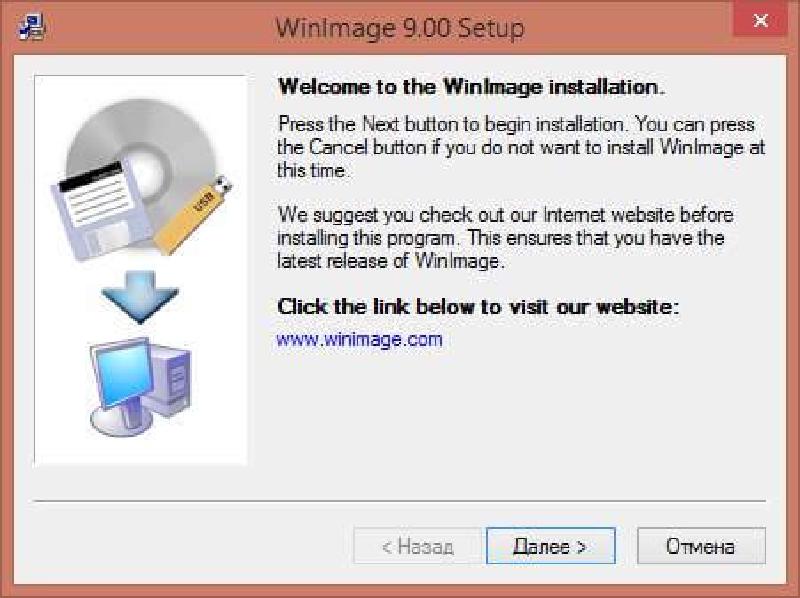 WinImage 9.00 Setup
Welcome to the WinImage installation.
Press the Next button to begin installation. You can press
the Cancel button if you do not want to install WinImage at
this time.
We suggest you check out our Internet website before
installing this program. This ensures that you have the
latest release of WinImage.
Click the link below to visit our website:
www.winimage.com
USB
< Назад
Далее >
Отмена